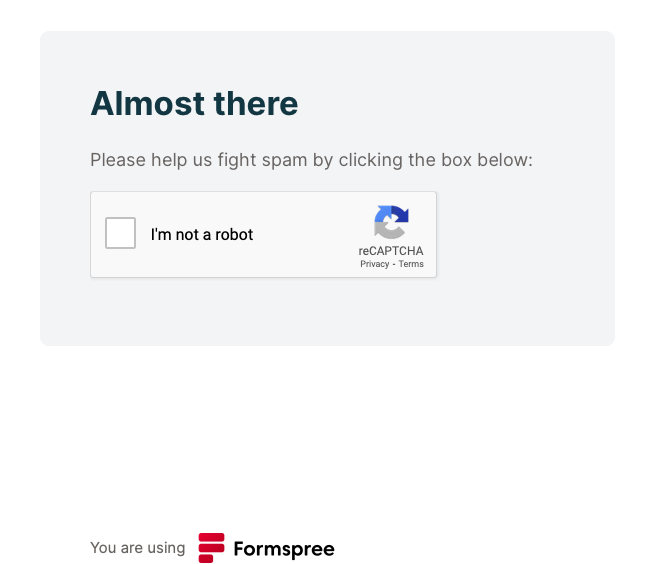 Almost there
Please help us fight spam by clicking the box below:
I'm not a robot
reCAPTCHA
Privacy - Terms
You are using Formspree